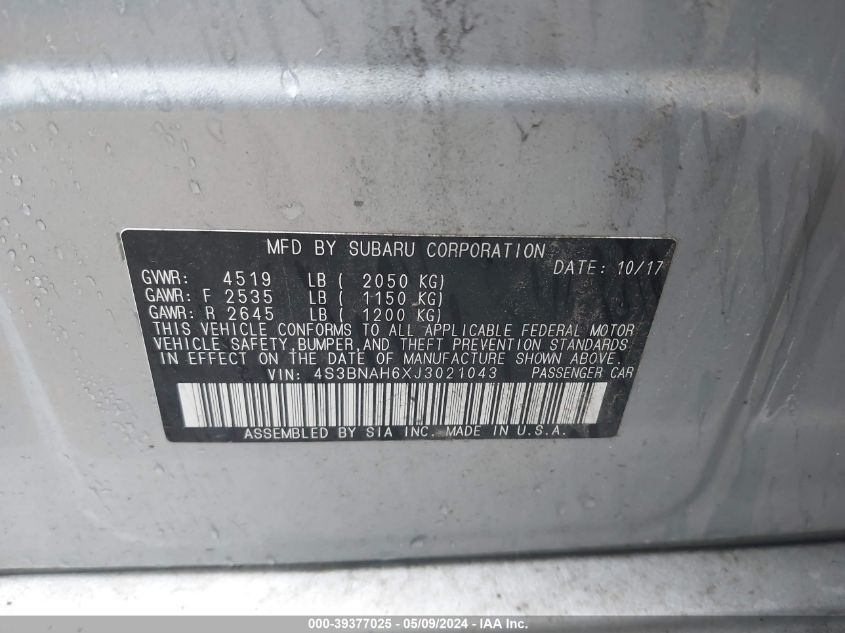 MFD BY SUBARU CORPORATION
DATE: 10/17
GVWR: 4519 LB ( 2050 KG)
GAWR: F 2535 LB ( 1150 KG)
GAWR: R 2645 LB ( 1200 KG)
THIS VEHICLE CONFORMS TO ALL APPLICABLE FEDERAL MOTOR
VEHICLE SAFETY, BUMPER, AND THEFT PREVENTION STANDARDS
IN EFFECT ON THE DATE OF MANUFACTURE SHOWN ABOVE.
VIN: 4S3BNAH6XJ3021043 PASSENGER CAR
ASSEMBLED BY SIA INC. MADE IN U.S.A.
000-39377025 - 05/09/2024 - IMPACT AUTO AUCTIONS INC.